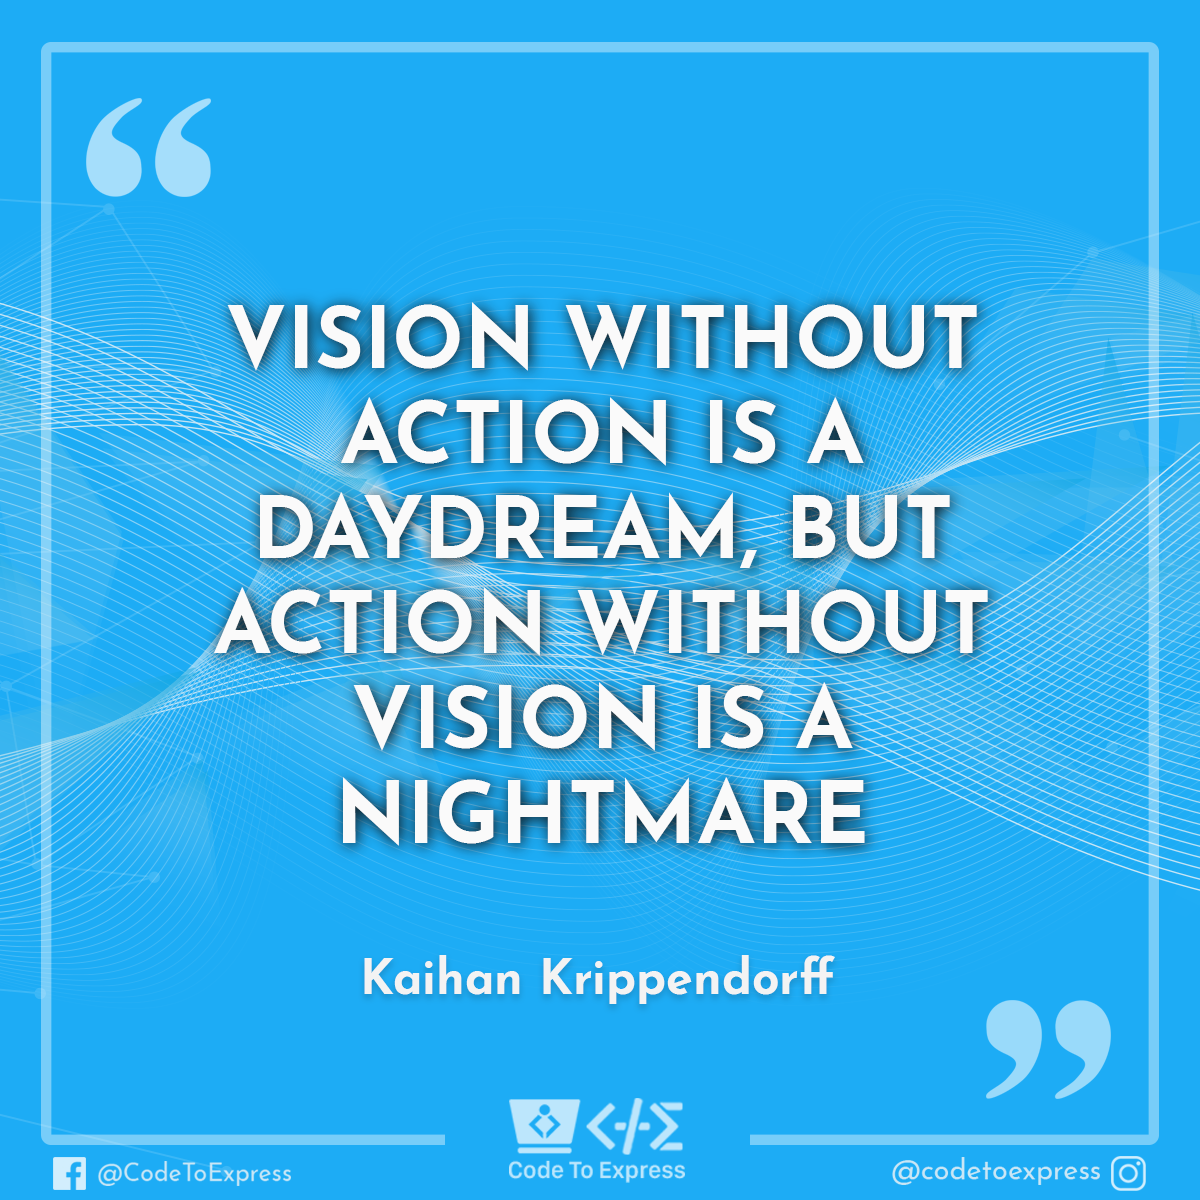 VISION WITHOUT
ACTION IS A
DAYDREAM, BUT
ACTION WITHOUT
VISION IS A
NIGHTMARE
Kaihan Krippendorff
Code To Express
@CodeToExpress
@codetoexpress